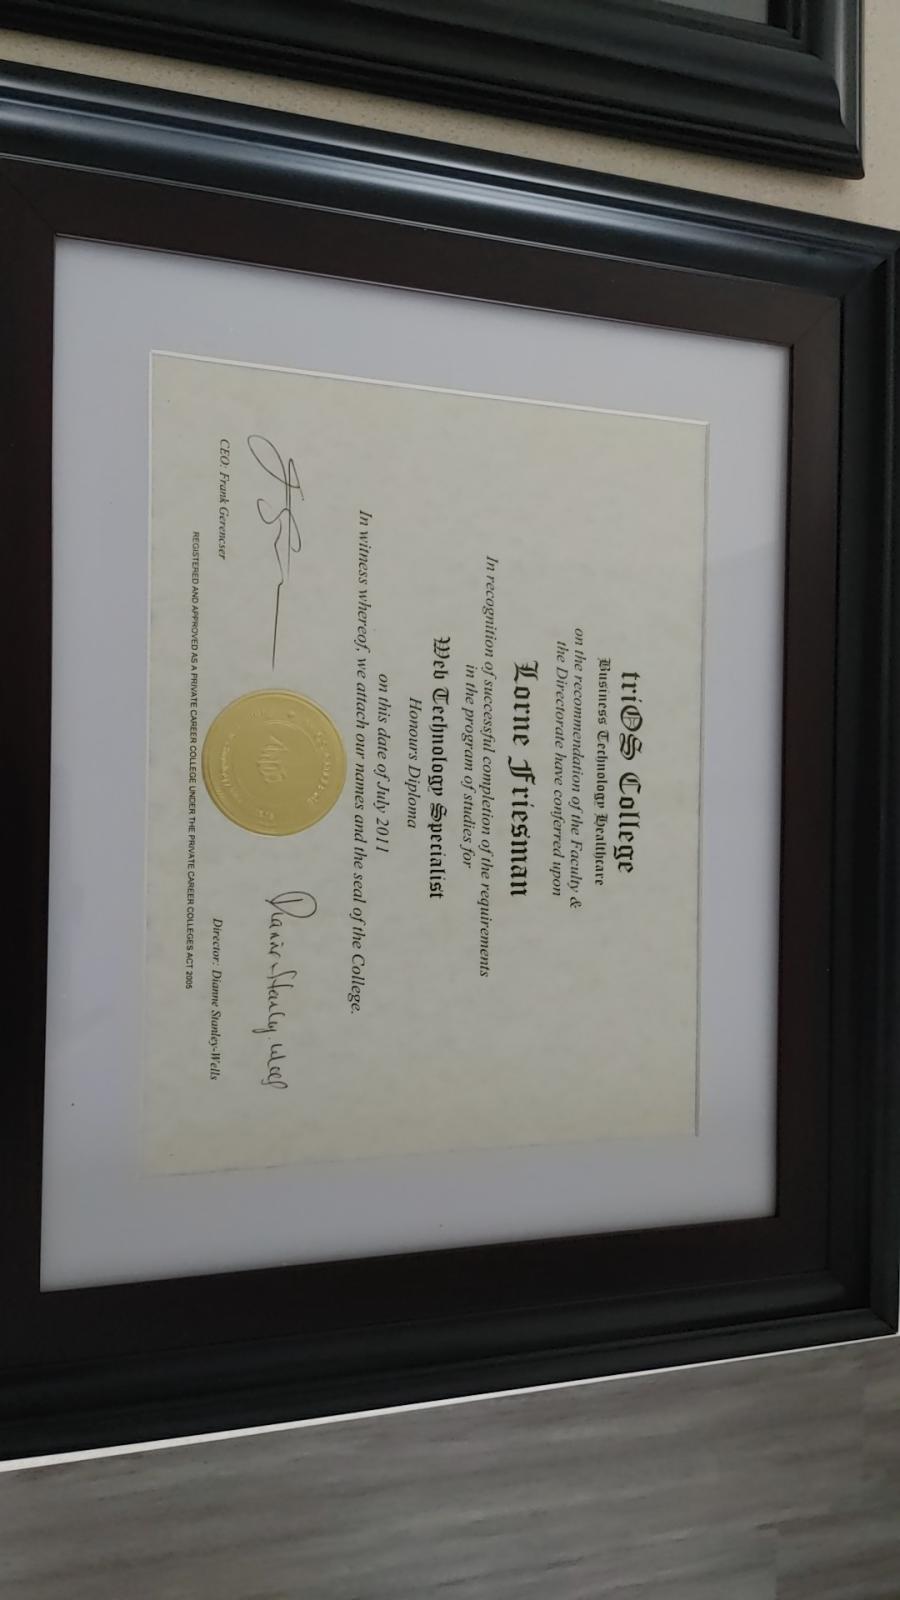 triOS College
Business Technology Healthcare
on the recommendation of the Faculty &
the Directorate have conferred upon
Lorne Friesman
In recognition of successful completion of the requirements
in the program of studies for
Web Technology Specialist
Honours Diploma
on this date of July 2011
In witness whereof, we attach our names and the seal of the College.
CEO: Frank Gerencser
Director: Dianne Stanley-Wells
REGISTERED AND APPROVED AS A PRIVATE CAREER COLLEGE UNDER THE PRIVATE CAREER COLLEGES ACT 2005